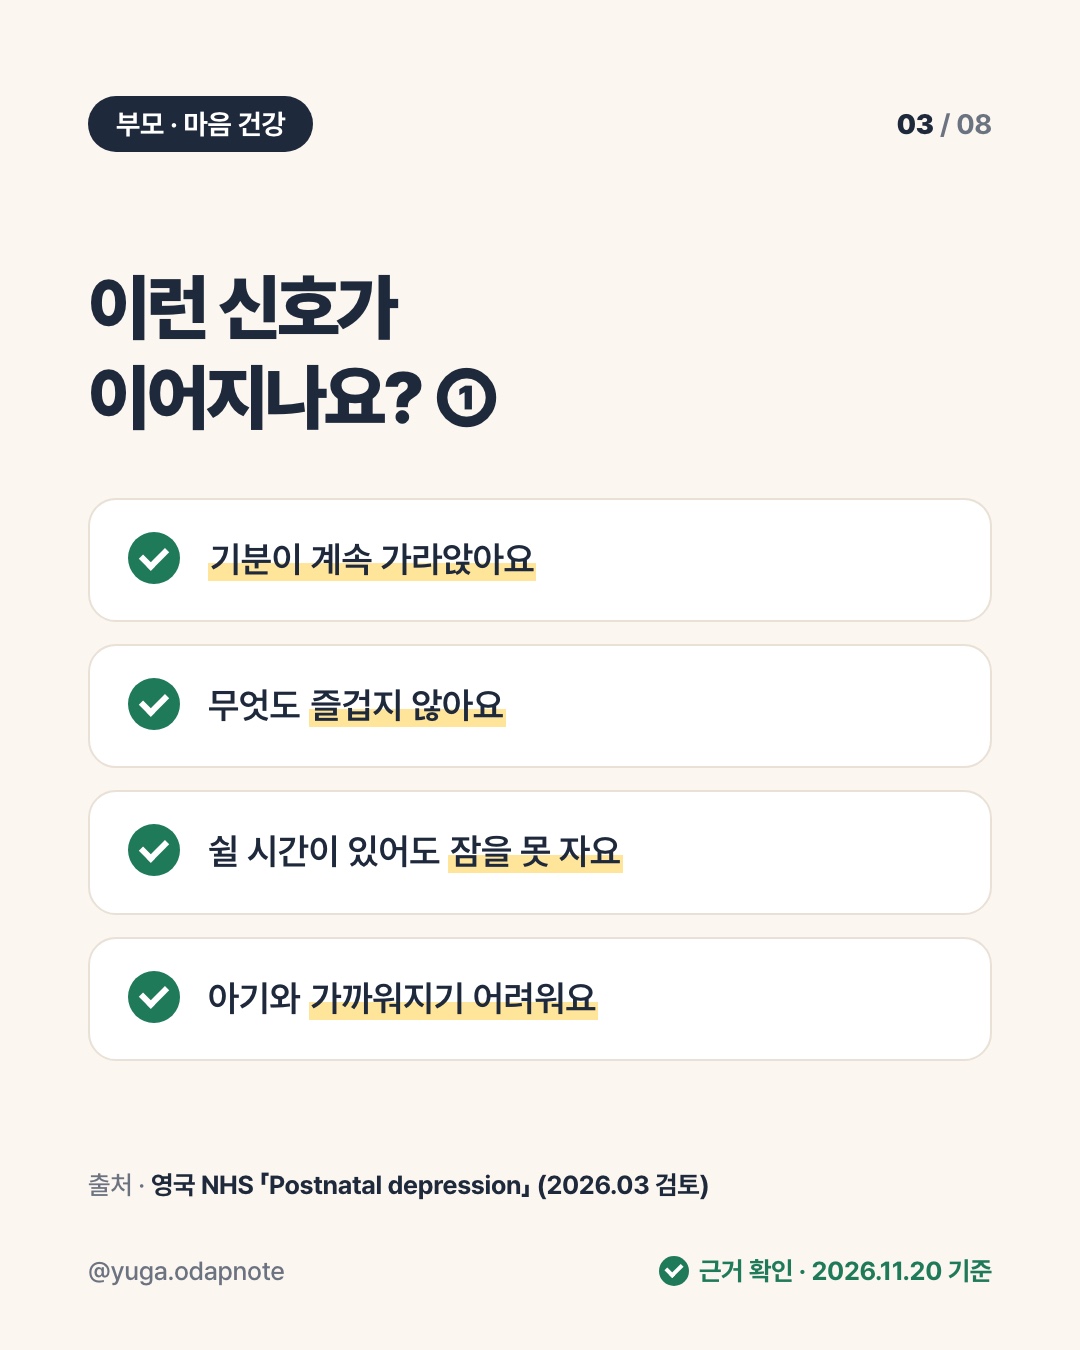 부모 · 마음 건강
03 / 08
이런 신호가
이어지나요? ①
기분이 계속 가라앉아요
무엇도 즐겁지 않아요
쉴 시간이 있어도 잠을 못 자요
아기와 가까워지기 어려워요
출처 · 영국 NHS 「Postnatal depression」 (2026.03 검토)
@yuga.odapnote
근거 확인 · 2026.11.20 기준